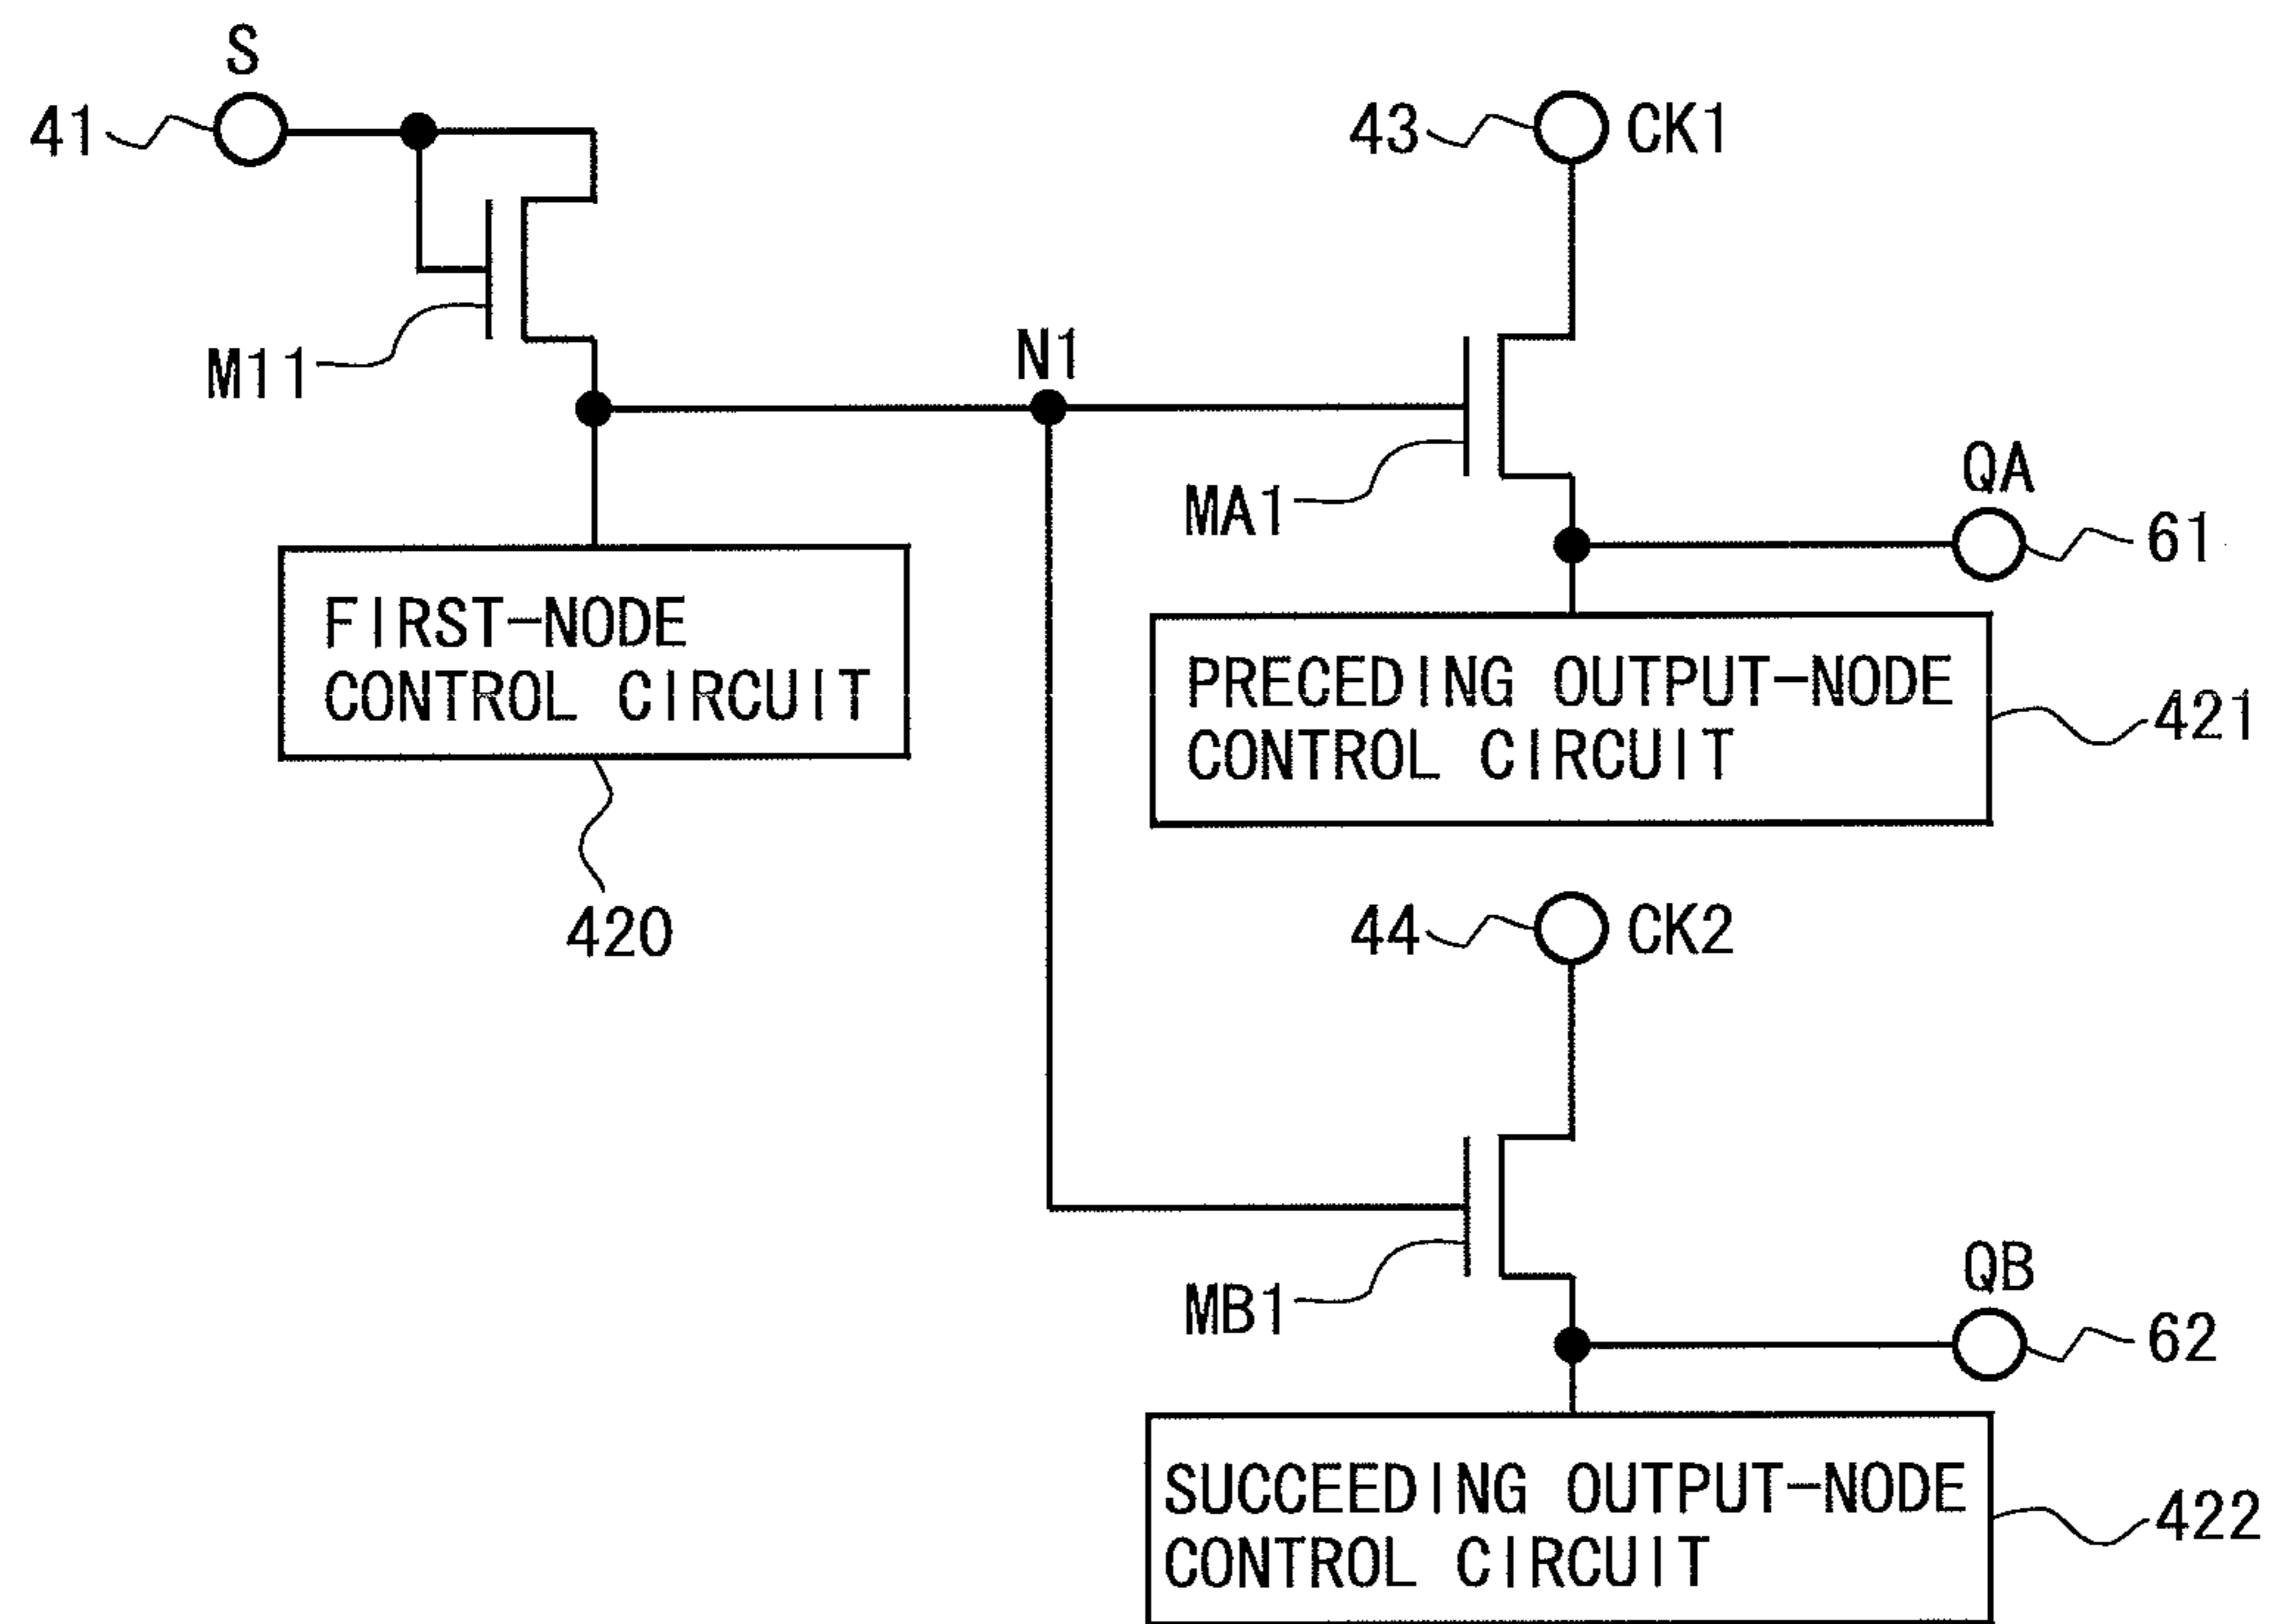 S
41
43
CK1
M11
N1
MA1
QA
61
FIRST-NODE
CONTROL CIRCUIT
420
PRECEDING OUTPUT-NODE
CONTROL CIRCUIT
421
44
CK2
MB1
QB
62
SUCCEEDING OUTPUT-NODE
CONTROL CIRCUIT
422